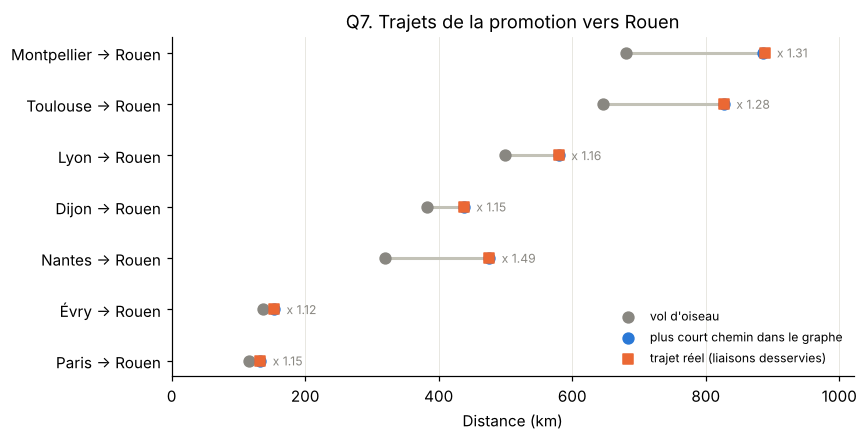 Q7. Trajets de la promotion vers Rouen
Montpellier → Rouen
x 1.31
Toulouse → Rouen
x 1.28
Lyon → Rouen
x 1.16
Dijon → Rouen
x 1.15
Nantes → Rouen
x 1.49
Évry → Rouen
x 1.12
Paris → Rouen
x 1.15
vol d'oiseau
plus court chemin dans le graphe
trajet réel (liaisons desservies)
0 200 400 600 800 1000
Distance (km)